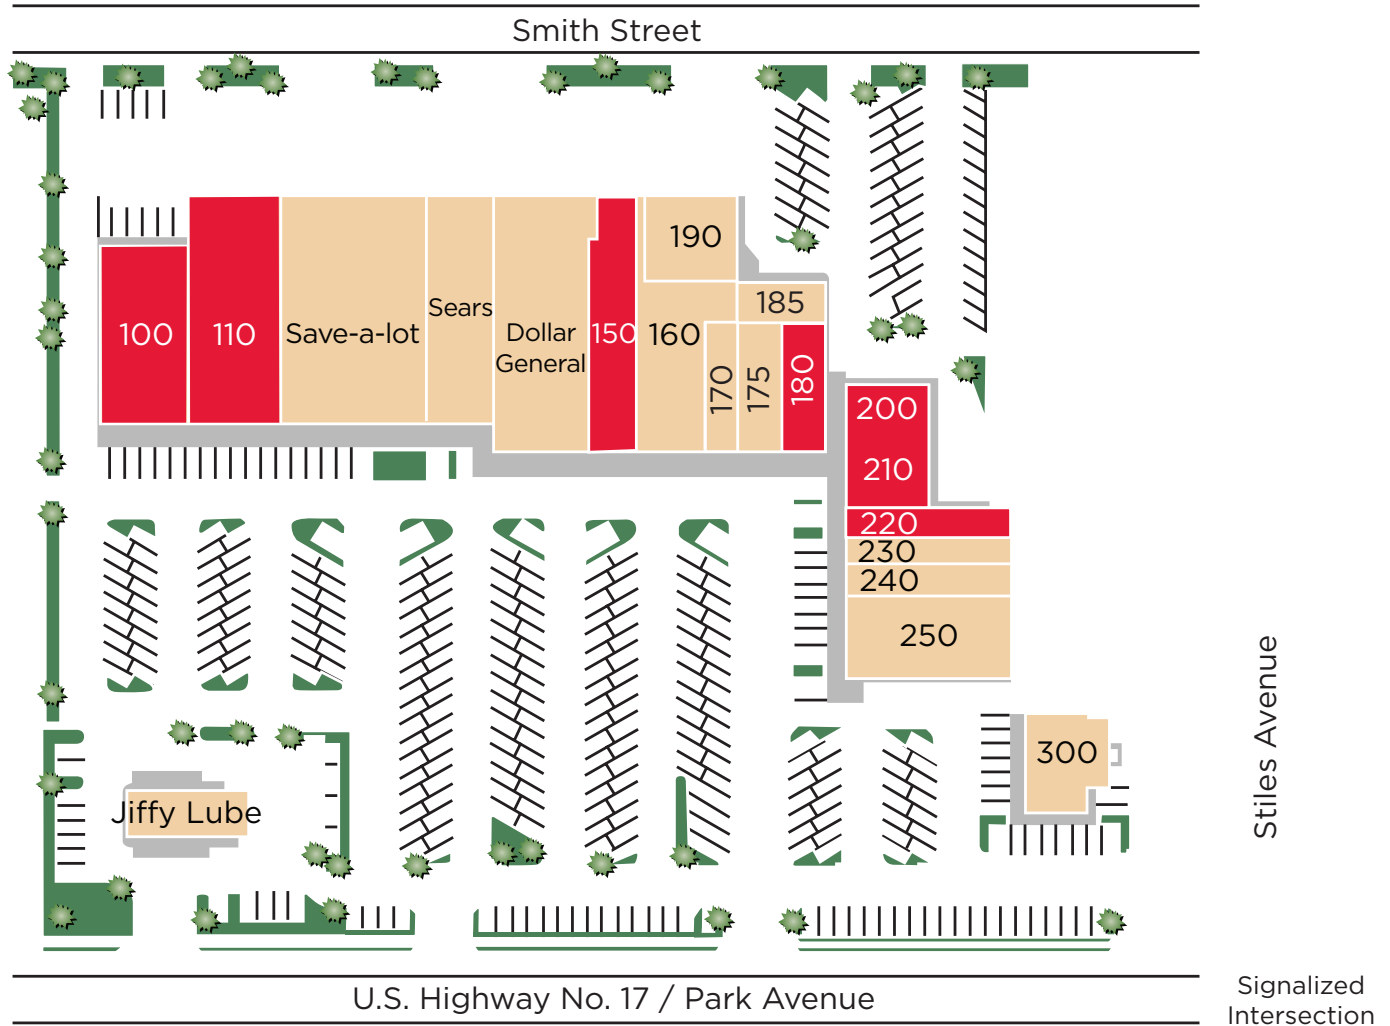 Smith Street
190
185
100
110
Save-a-lot
Sears
Dollar
General
150
160
170
175
180
200
210
220
230
240
250
300
Jiffy Lube
Stiles Avenue
U.S. Highway No. 17 / Park Avenue
Signalized
Intersection